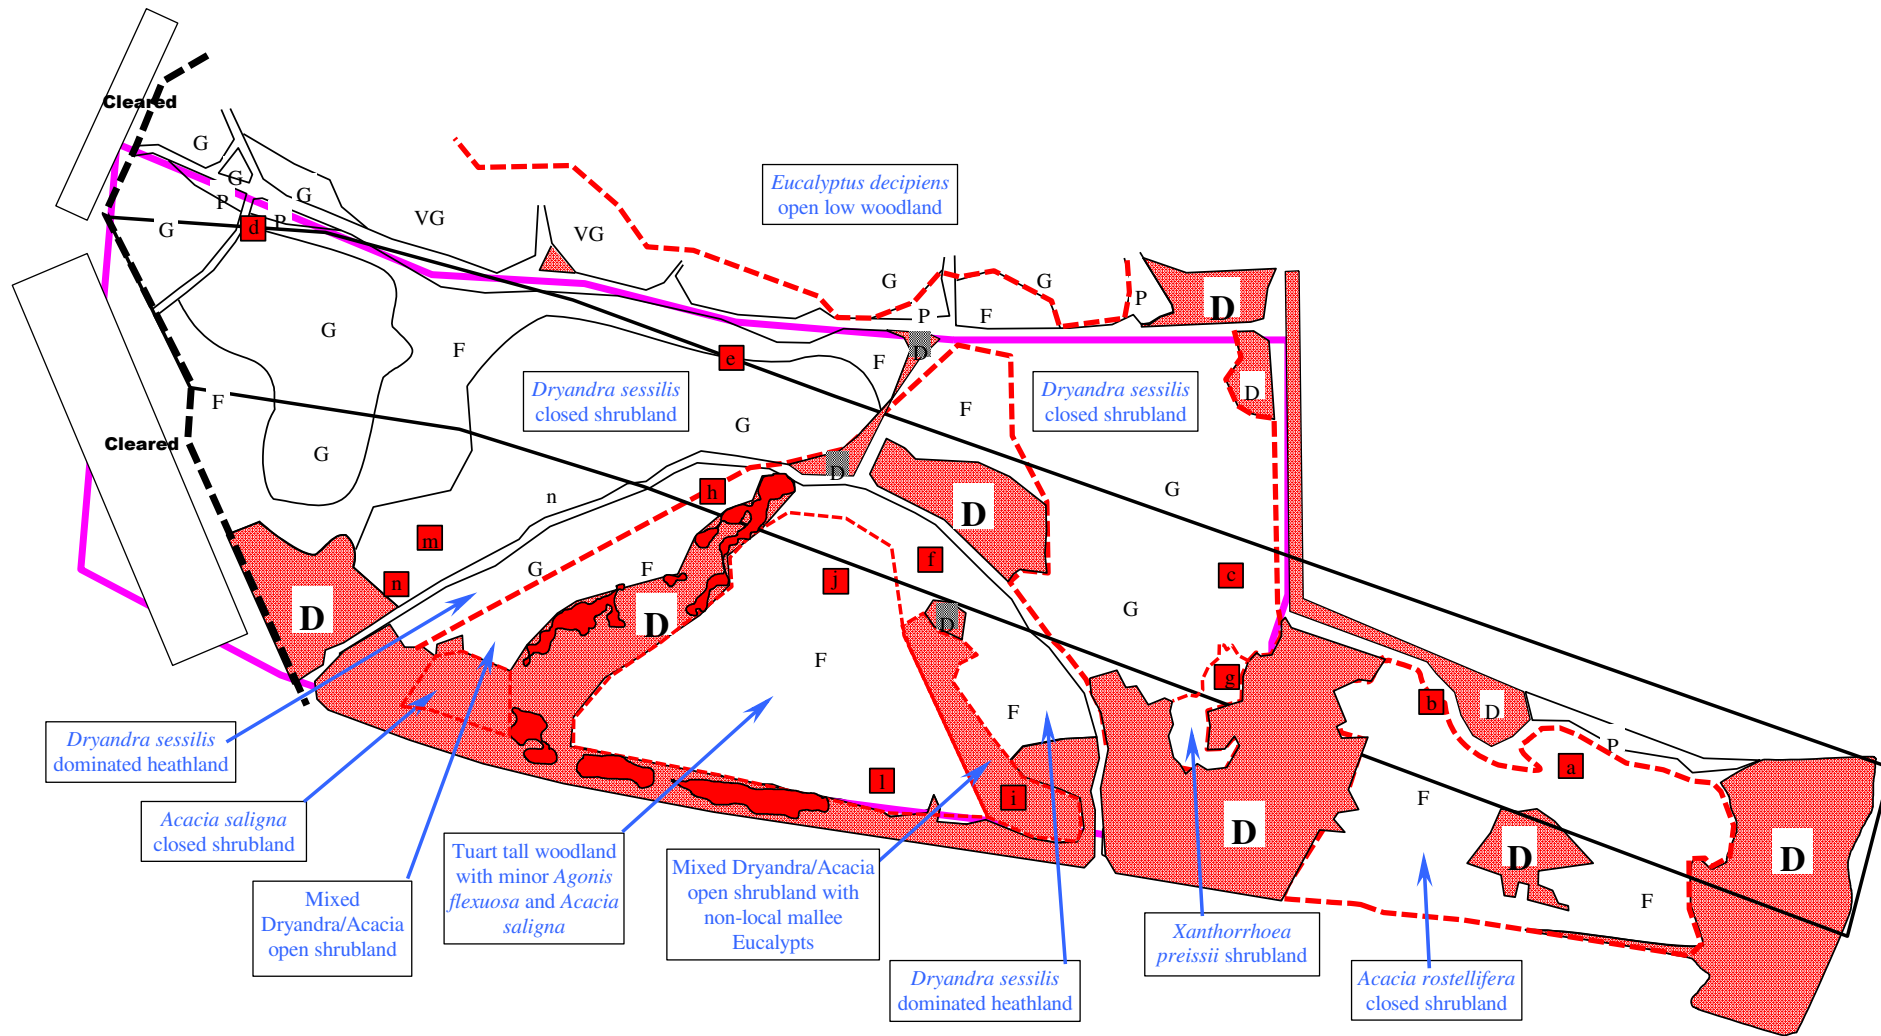 Cleared
G
G
G
P
P
d
G
VG
VG
Eucalyptus decipiens
open low woodland
G
G
P
F
P
D
G
F
e
F
D
Dryandra sessilis
closed shrubland
Dryandra sessilis
closed shrubland
D
F
F
G
Cleared
G
D
h
n
G
D
m
f
G
F
j
c
n
D
D
D
G
F
g
b
F
D
P
a
Dryandra sessilis
dominated heathland
l
i
F
Acacia saligna
closed shrubland
D
D
D
Tuart tall woodland
with minor Agonis
flexuosa and Acacia
saligna
Mixed Dryandra/Acacia
open shrubland with
non-local mallee
Eucalypts
Mixed
Dryandra/Acacia
open shrubland
F
Xanthorrhoea
preissii shrubland
Dryandra sessilis
dominated heathland
Acacia rostellifera
closed shrubland